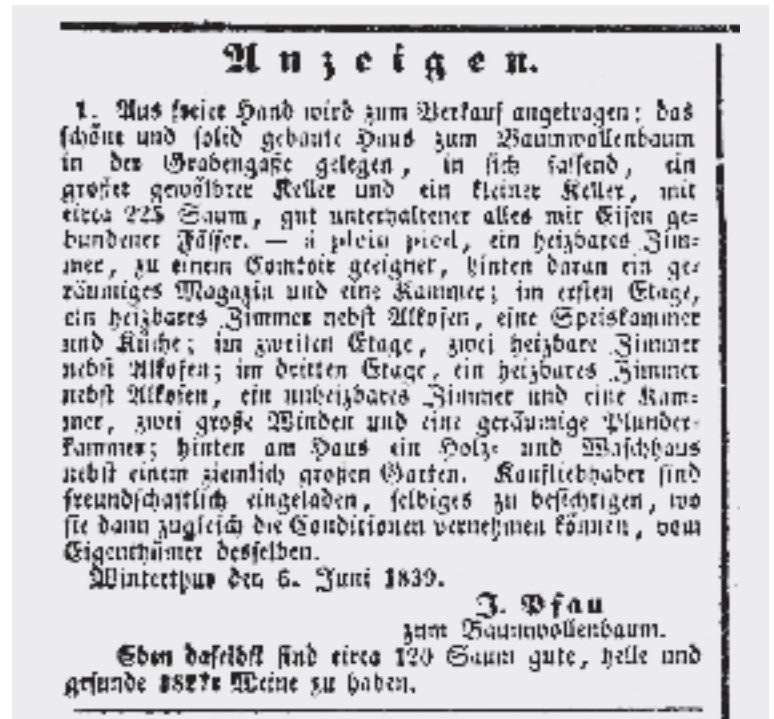 Anzeigen.
1. Aus freier Hand wird zum Verkauf angetragen: das
schöne und solid gebaute Haus zum Baumwollenbaum
in der Grabengaße gelegen, in sich fassend, ein
großer gewölbter Keller und ein kleiner Keller, mit
circa 225 Saum, gut unterhaltener alles mit Eisen ge-
bundener Fässer. — á plein pied, ein heizbares Zim-
mer, zu einem Comtoir geeignet, hinten daran ein ge-
räumiges Magazin und eine Kammer; im ersten Etage,
ein heizbares Zimmer nebst Alkofen, eine Speiskammer
und Küche; im zweiten Etage, zwei heizbare Zimmer
nebst Alkofen; im dritten Etage, ein heizbares Zimmer
nebst Alkofen, ein unheizbares Zimmer und eine Kam-
mer, zwei große Winden und eine geräumige Plunder-
kammer; hinten am Haus ein Holz- und Waschhaus
nebst einem ziemlich großen Garten. Kaufliebhaber sind
freundschaftlich eingeladen, selbiges zu besichtigen, wo
sie dann zugleich die Conditionen vernehmen können, vom
Eigenthümer desselben.
Winterthur den 6. Juni 1839.
J. Pfau
zum Baumwollenbaum.
Eben daselbst sind circa 120 Saum gute, helle und
gesunde Weine zu haben.